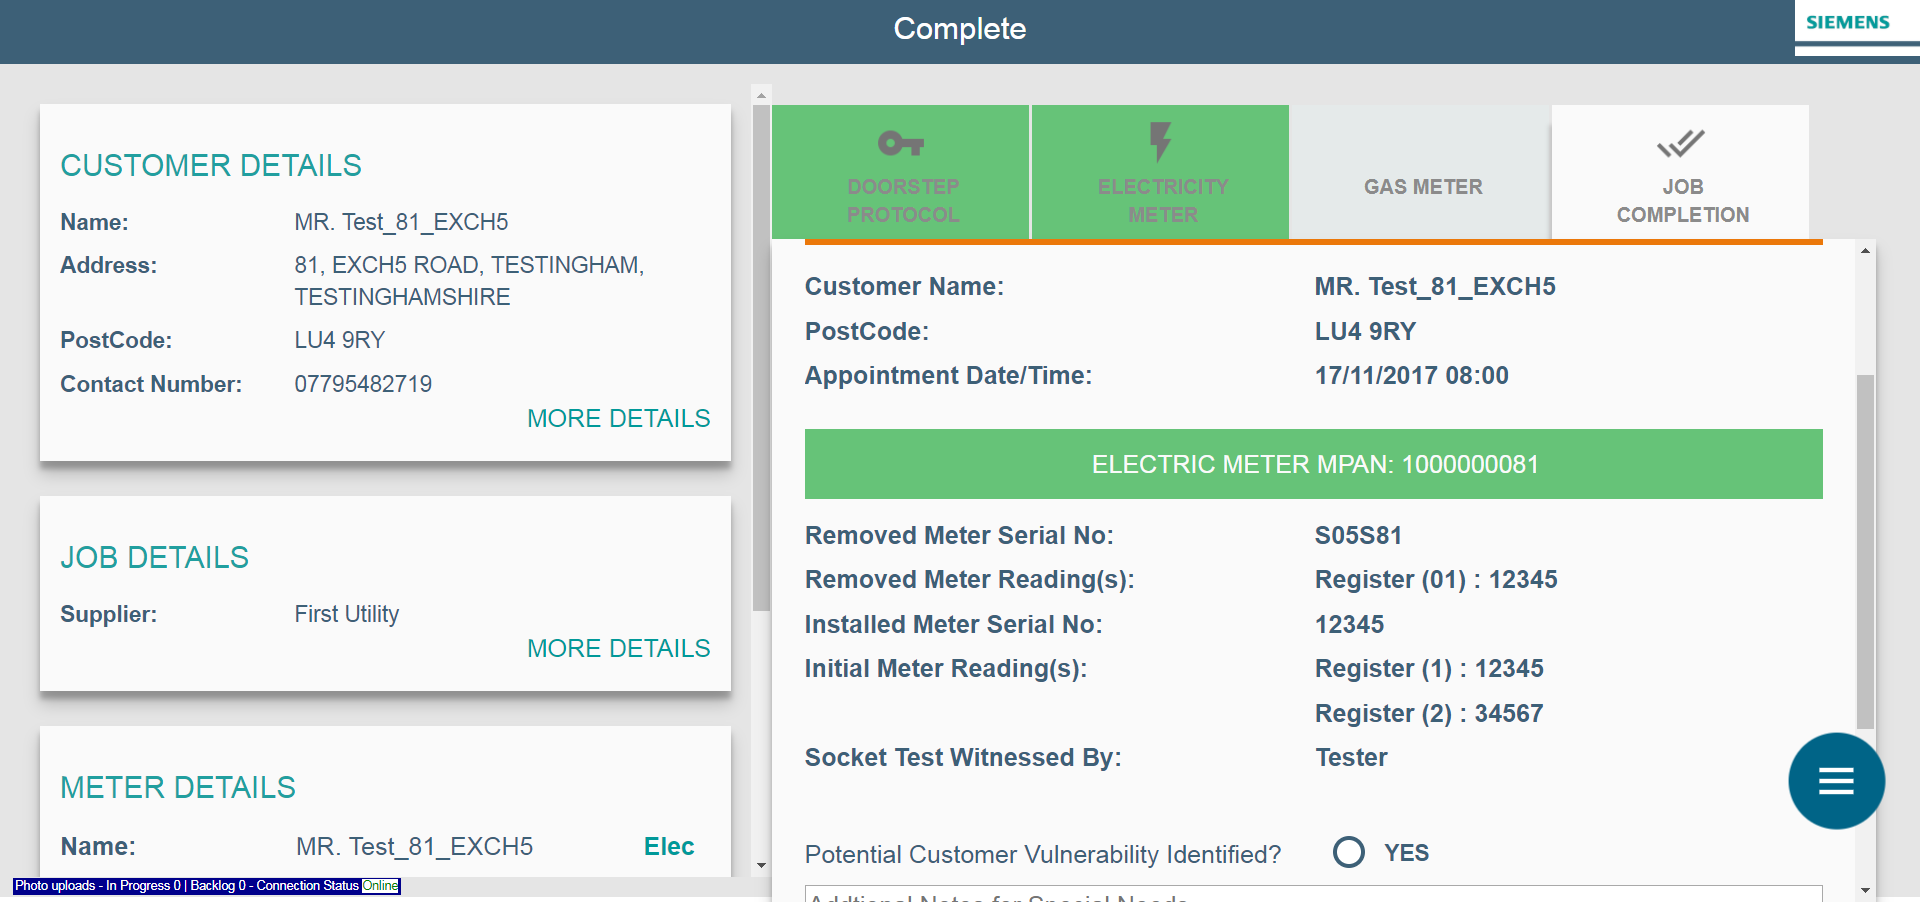 Complete
SIEMENS
CUSTOMER DETAILS
Name: MR. Test_81_EXCH5
Address: 81, EXCH5 ROAD, TESTINGHAM,
TESTINGHAMSHIRE
PostCode: LU4 9RY
Contact Number: 07795482719
MORE DETAILS
JOB DETAILS
Supplier: First Utility
MORE DETAILS
METER DETAILS
Name: MR. Test_81_EXCH5 Elec
Photo uploads - In Progress 0 | Backlog 0 - Connection Status Online
DOORSTEP
PROTOCOL
ELECTRICITY
METER
GAS METER
JOB
COMPLETION
Customer Name: MR. Test_81_EXCH5
PostCode: LU4 9RY
Appointment Date/Time: 17/11/2017 08:00
ELECTRIC METER MPAN: 1000000081
Removed Meter Serial No: S05S81
Removed Meter Reading(s): Register (01) : 12345
Installed Meter Serial No: 12345
Initial Meter Reading(s): Register (1) : 12345
Register (2) : 34567
Socket Test Witnessed By: Tester
Potential Customer Vulnerability Identified? YES
Addtional Notes for Special Needs